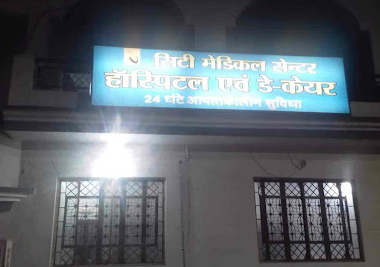 सिटी मेडिकल सेन्टर
हॉस्पिटल एवं डे-केयर
24 घंटे आपातकालीन सुविधा